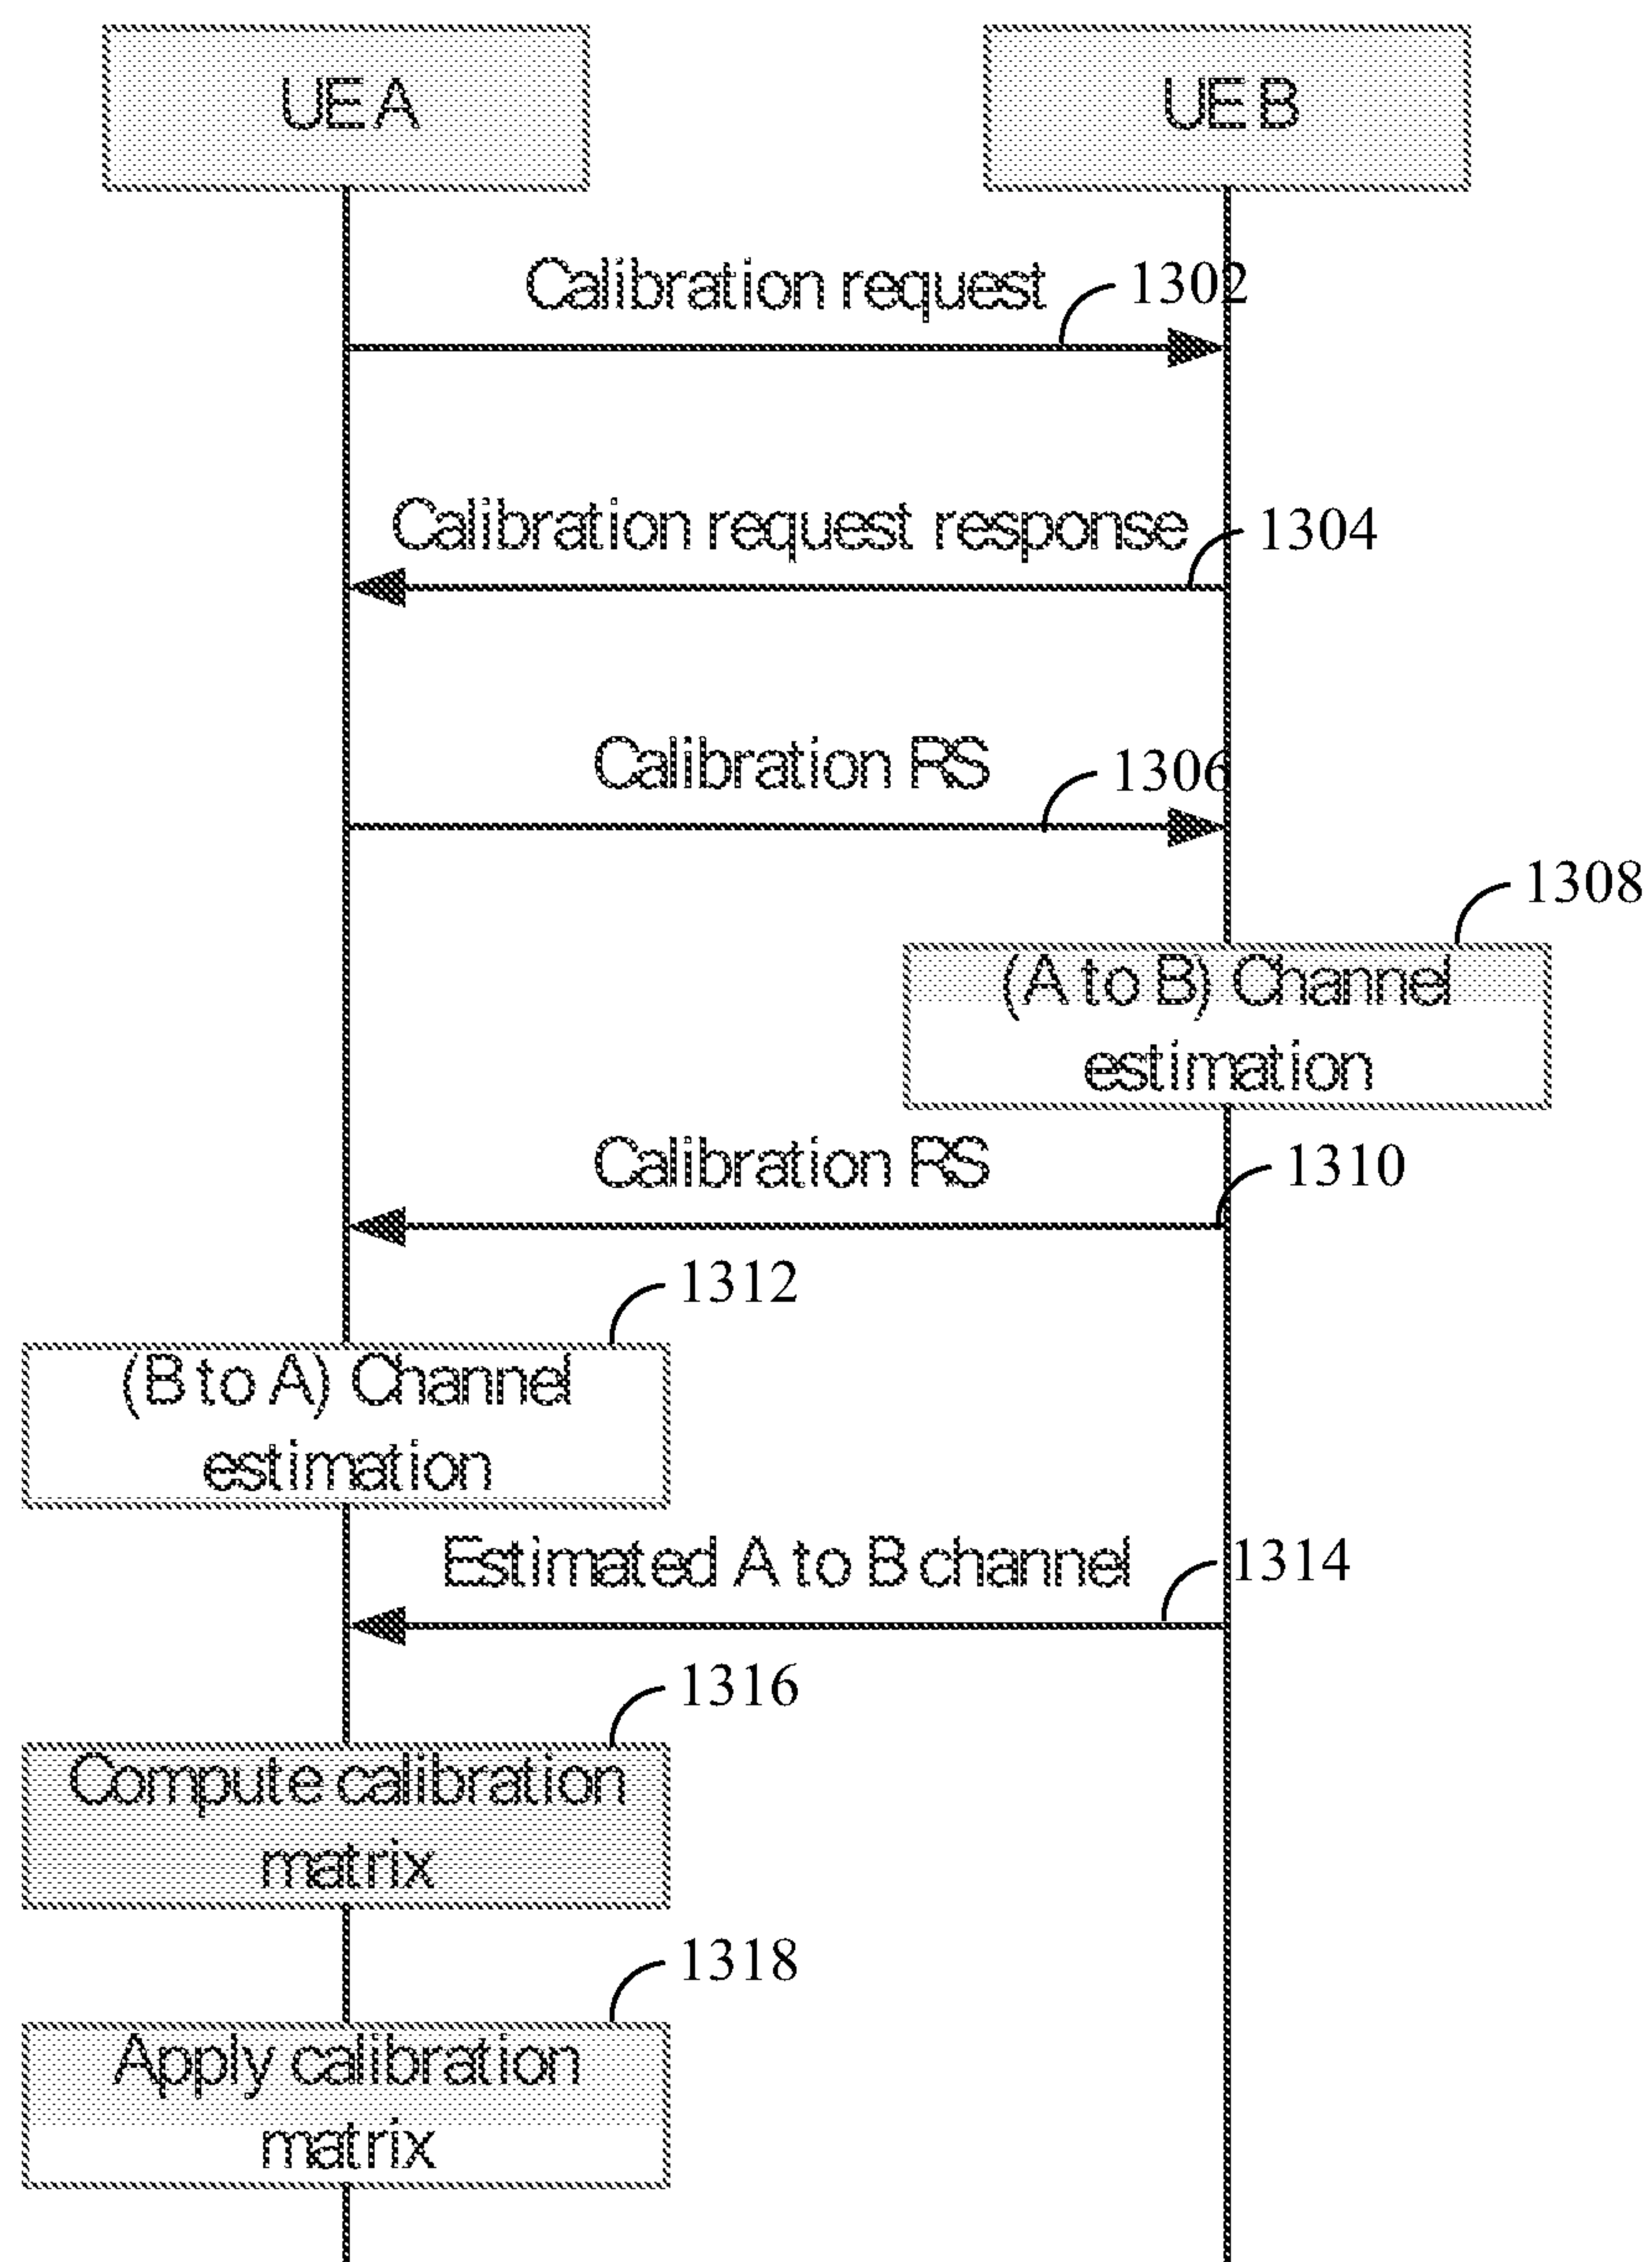 UE A
UE B
Calibration request
1302
Calibration request response
1304
Calibration RS
1306
1308
(A to B) Channel
estimation
Calibration RS
1310
1312
(B to A) Channel
estimation
Estimated A to B channel
1314
1316
Compute calibration
matrix
1318
Apply calibration
matrix